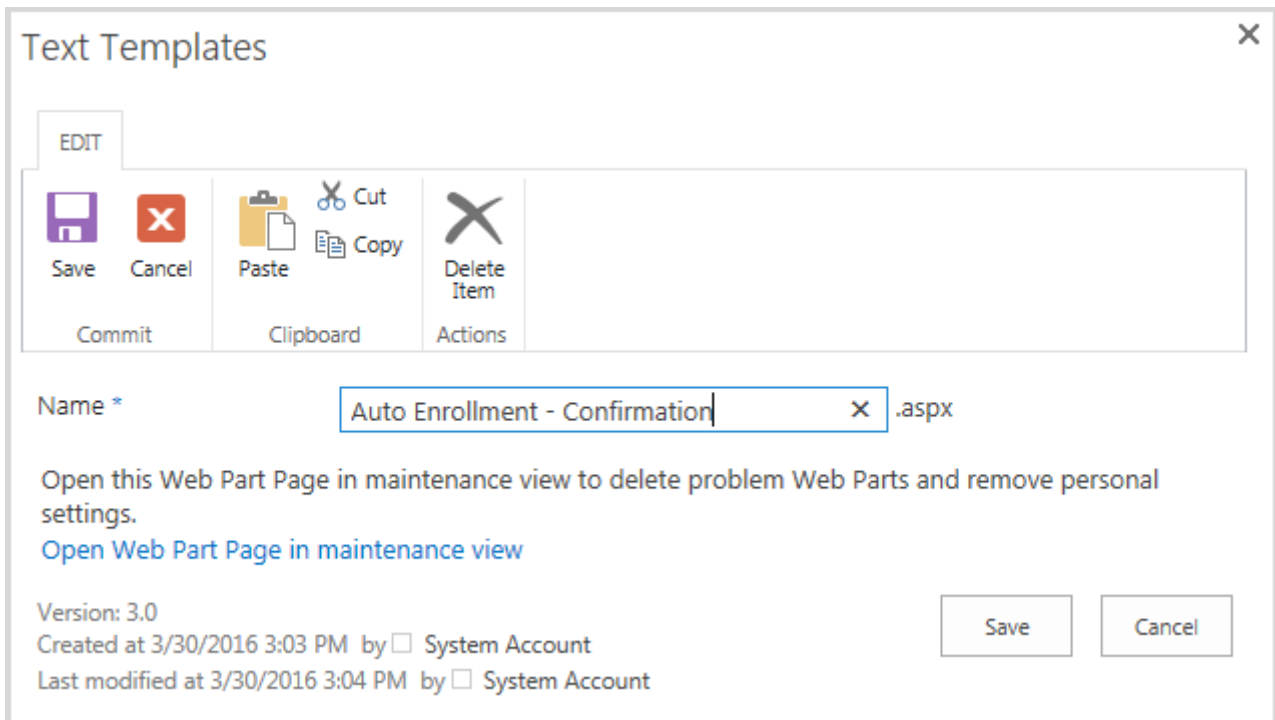 Text Templates
EDIT
Save Cancel Paste Cut
Copy
Delete
Item
Commit Clipboard Actions
Name * Auto Enrollment - Confirmation .aspx
Open this Web Part Page in maintenance view to delete problem Web Parts and remove personal
settings.
Open Web Part Page in maintenance view
Version: 3.0
Created at 3/30/2016 3:03 PM by System Account
Last modified at 3/30/2016 3:04 PM by System Account
Save Cancel